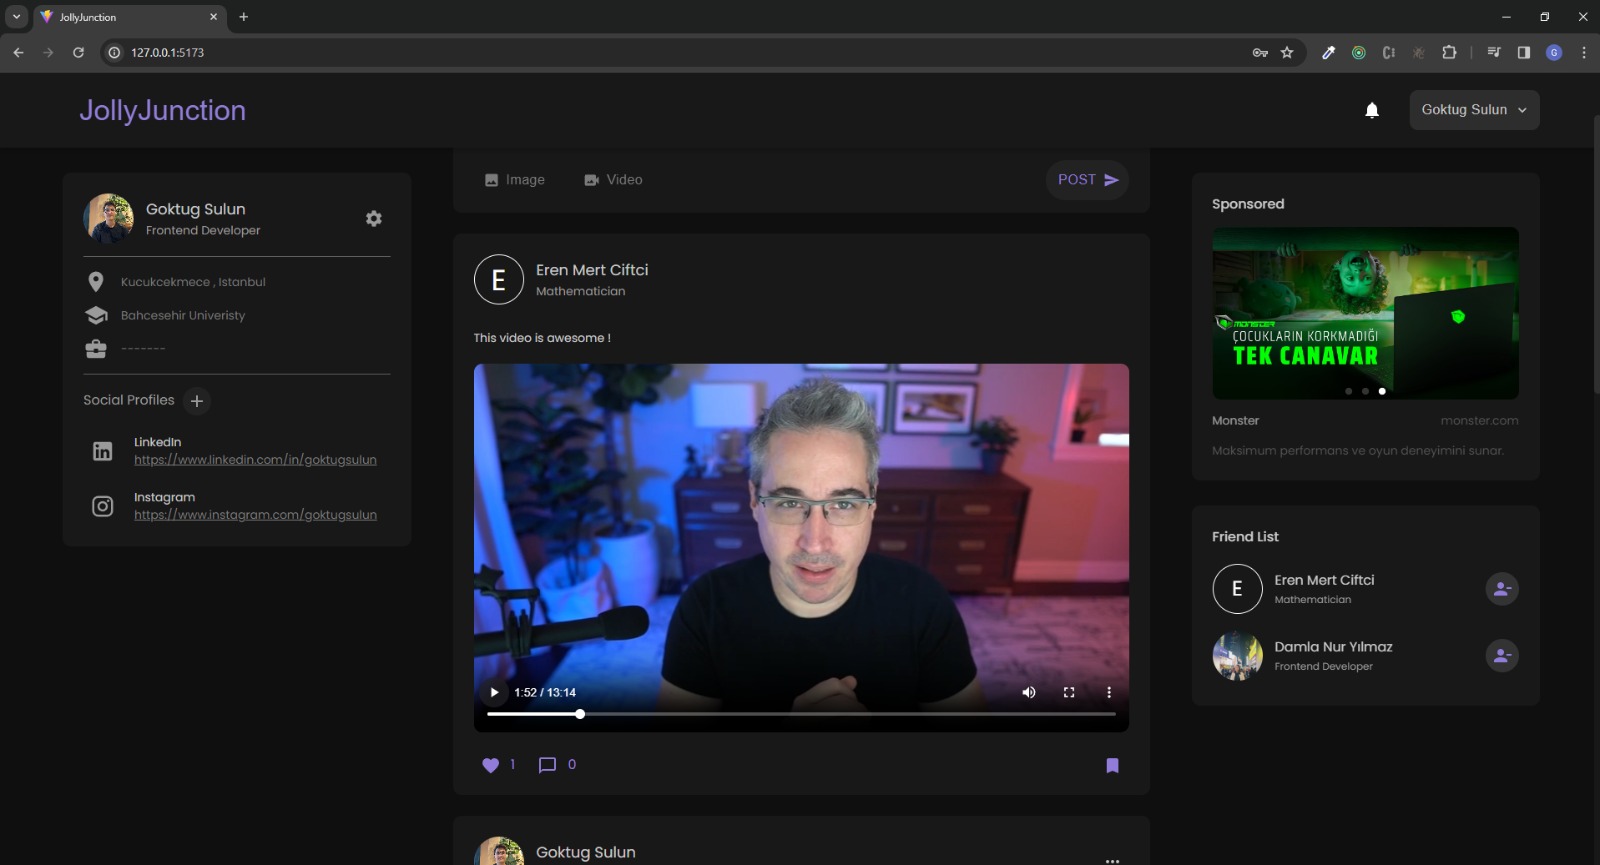 JollyJunction
127.0.0.1:5173
G
JollyJunction
Goktug Sulun
Goktug Sulun
Frontend Developer
Kucukcekmece , Istanbul
Bahcesehir Univeristy
-------
Social Profiles
LinkedIn
https://www.linkedin.com/in/goktugsulun
Instagram
https://www.instagram.com/goktugsulun
Image
Video
POST
E
Eren Mert Ciftci
Mathematician
This video is awesome !
1:52 / 13:14
1
0
Goktug Sulun
Sponsored
MONSTER
ÇOCUKLARIN KORKMADIĞI
TEK CANAVAR
Monster
monster.com
Maksimum performans ve oyun deneyimini sunar.
Friend List
E
Eren Mert Ciftci
Mathematician
Damla Nur Yılmaz
Frontend Developer